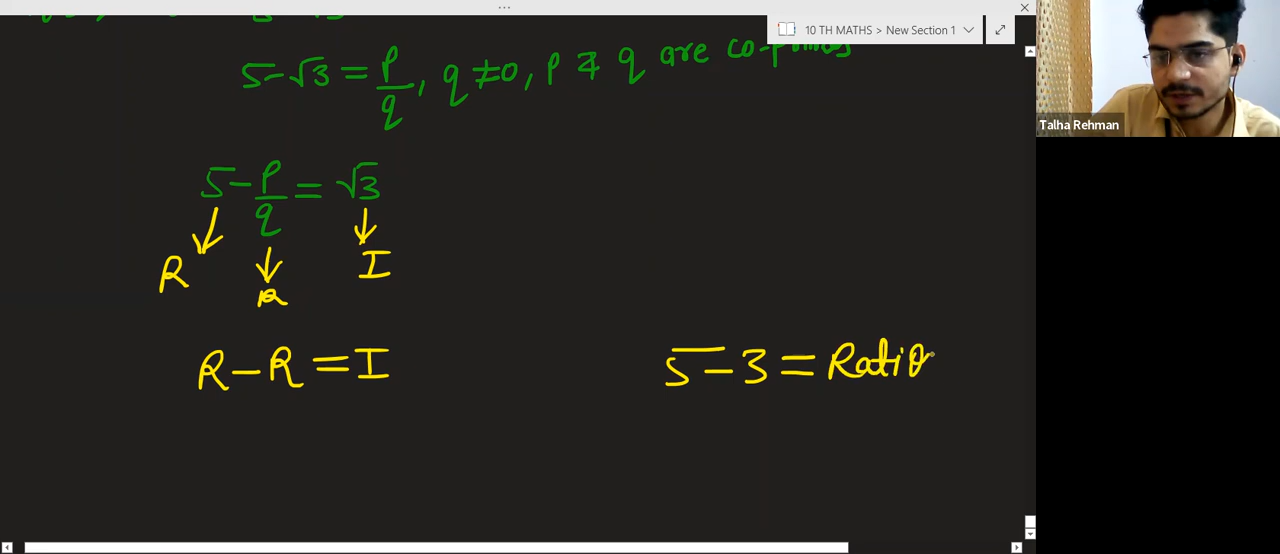 10 TH MATHS > New Section 1
5 - √3 = p/q, q ≠ 0, p & q are co-primes
Talha Rehman
5 - p/q = √3
R R I
R - R = I
5 - 3 = Ratio